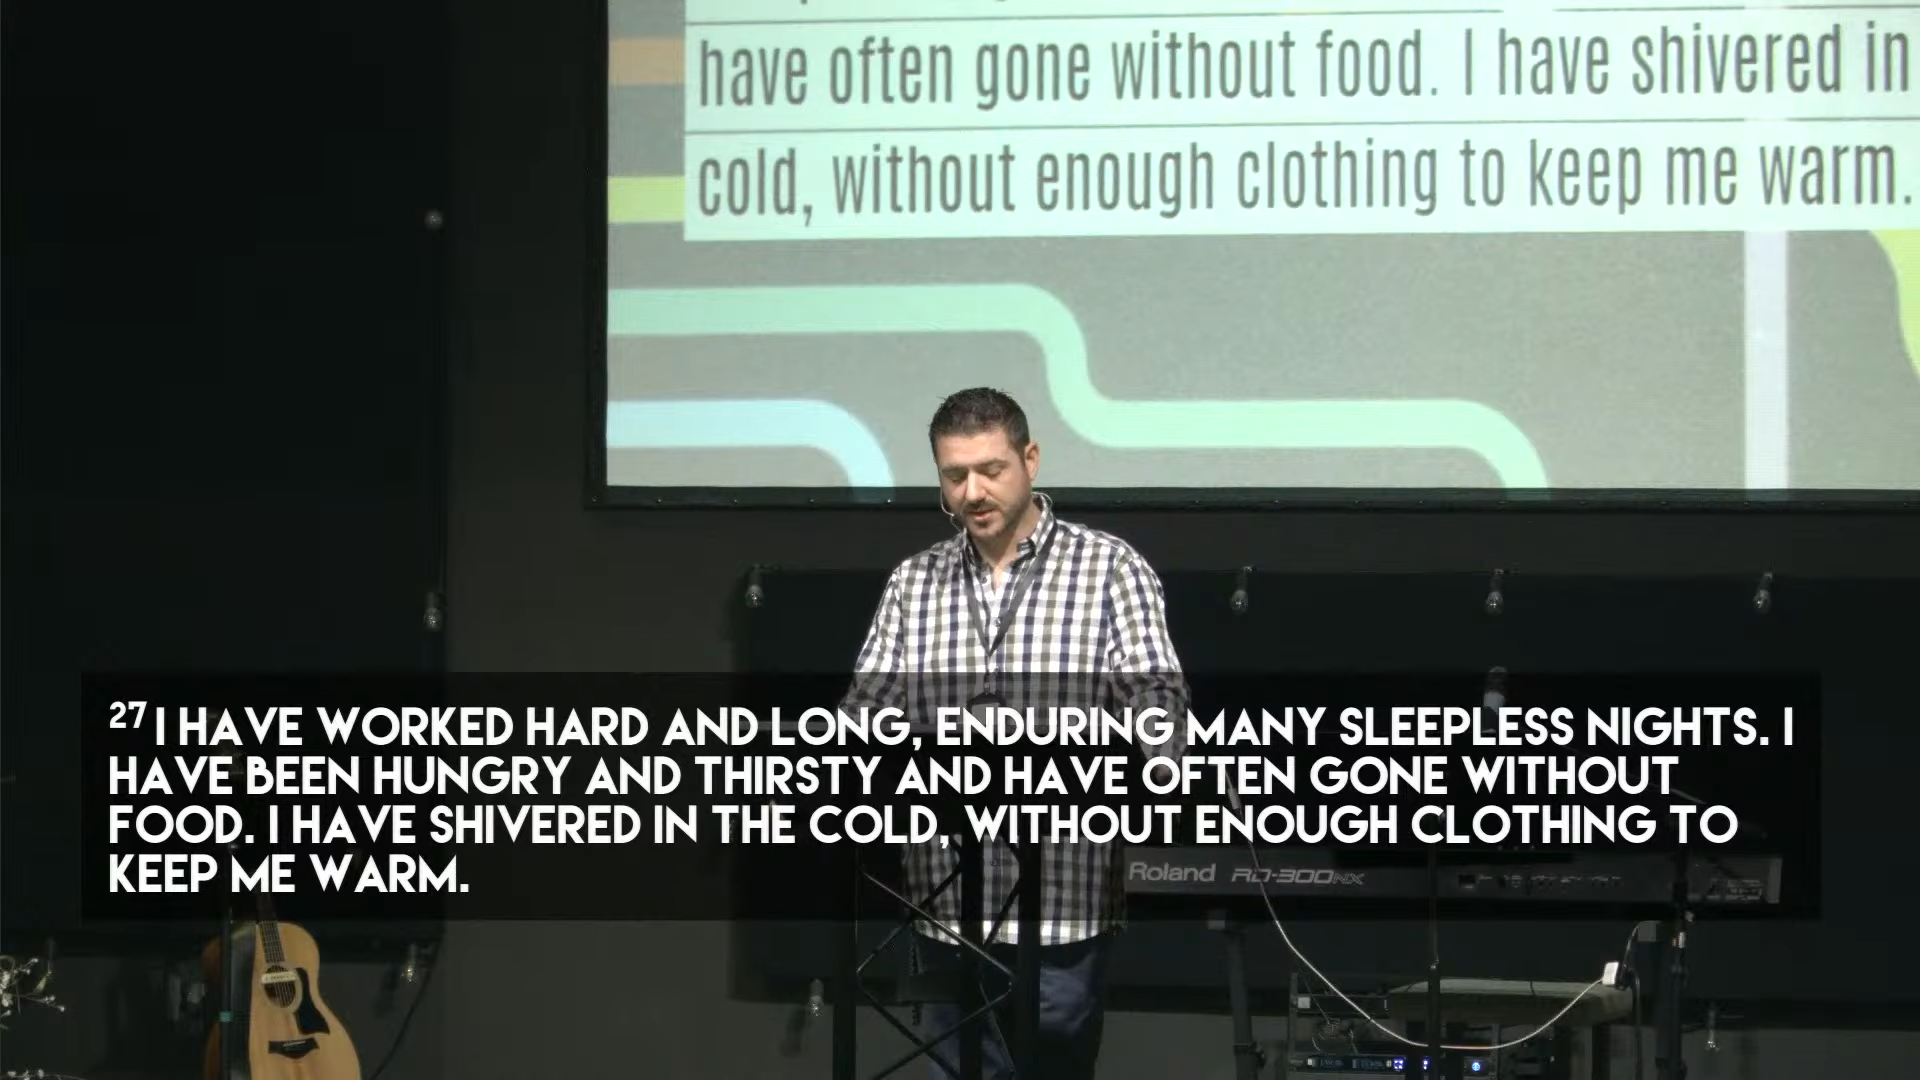 have often gone without food. I have shivered in
cold, without enough clothing to keep me warm.
27 I HAVE WORKED HARD AND LONG, ENDURING MANY SLEEPLESS NIGHTS. I
HAVE BEEN HUNGRY AND THIRSTY AND HAVE OFTEN GONE WITHOUT
FOOD. I HAVE SHIVERED IN THE COLD, WITHOUT ENOUGH CLOTHING TO
KEEP ME WARM.
Roland RD-300NX